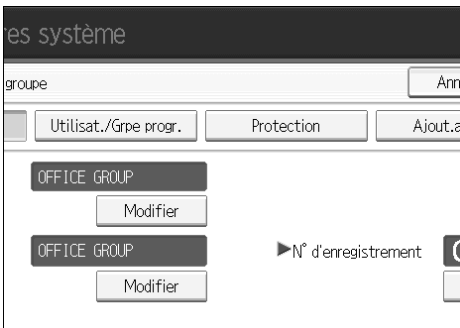 res système
groupe Ann
Utilisat./Grpe progr. Protection Ajout.a
OFFICE GROUP
Modifier
OFFICE GROUP ▶N° d'enregistrement
Modifier